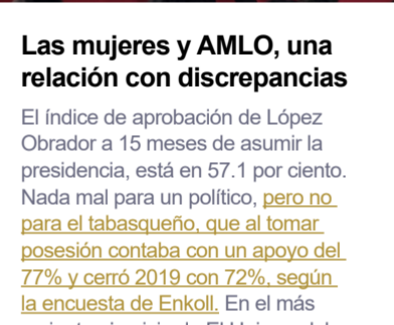 Las mujeres y AMLO, una
relación con discrepancias
El índice de aprobación de López
Obrador a 15 meses de asumir la
presidencia, está en 57.1 por ciento.
Nada mal para un político, pero no
para el tabasqueño, que al tomar
posesión contaba con un apoyo del
77% y cerró 2019 con 72%, según
la encuesta de Enkoll. En el más